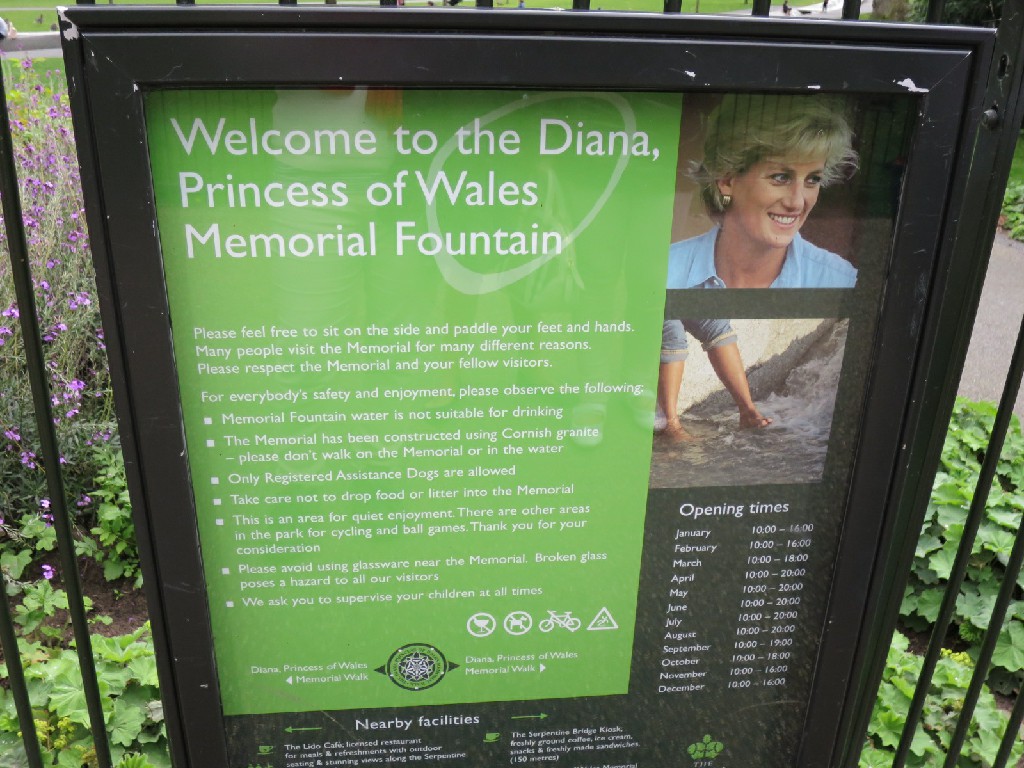 Welcome to the Diana,
Princess of Wales
Memorial Fountain
Please feel free to sit on the side and paddle your feet and hands.
Many people visit the Memorial for many different reasons.
Please respect the Memorial and your fellow visitors.
For everybody's safety and enjoyment, please observe the following:
Memorial Fountain water is not suitable for drinking
The Memorial has been constructed using Cornish granite
– please don't walk on the Memorial or in the water
Only Registered Assistance Dogs are allowed
Take care not to drop food or litter into the Memorial
This is an area for quiet enjoyment. There are other areas
in the park for cycling and ball games. Thank you for your
consideration
Please avoid using glassware near the Memorial. Broken glass
poses a hazard to all our visitors
We ask you to supervise your children at all times
Diana, Princess of Wales
Memorial Walk
Diana, Princess of Wales
Memorial Walk
Opening times
January 10:00 – 16:00
February 10:00 – 16:00
March 10:00 – 18:00
April 10:00 – 20:00
May 10:00 – 20:00
June 10:00 – 20:00
July 10:00 – 20:00
August 10:00 – 20:00
September 10:00 – 19:00
October 10:00 – 18:00
November 10:00 – 16:00
December 10:00 – 16:00
Nearby facilities
The Lido Café, licensed restaurant
for meals & refreshments with outdoor
seating & stunning views along the Serpentine
The Serpentine Bridge Kiosk,
freshly ground coffee, ice cream,
snacks & freshly made sandwiches.
(150 metres)
Memorial
THE